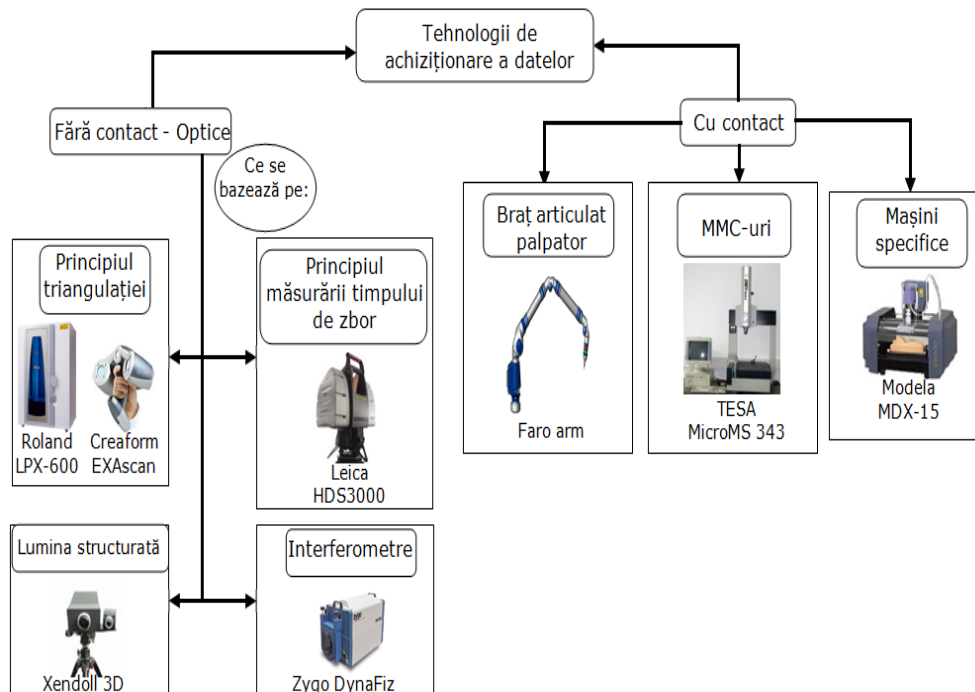 Tehnologii de
achiziționare a datelor
Fără contact - Optice
Cu contact
Ce se
bazează pe:
Principiul
triangulației
Roland
LPX-600
Creaform
EXAscan
Principiul
măsurării timpului
de zbor
Leica
HDS3000
Braț articulat
palpator
Faro arm
MMC-uri
TESA
MicroMS 343
Mașini
specifice
Modela
MDX-15
Lumina structurată
Xendoll 3D
Interferometre
Zygo DynaFiz